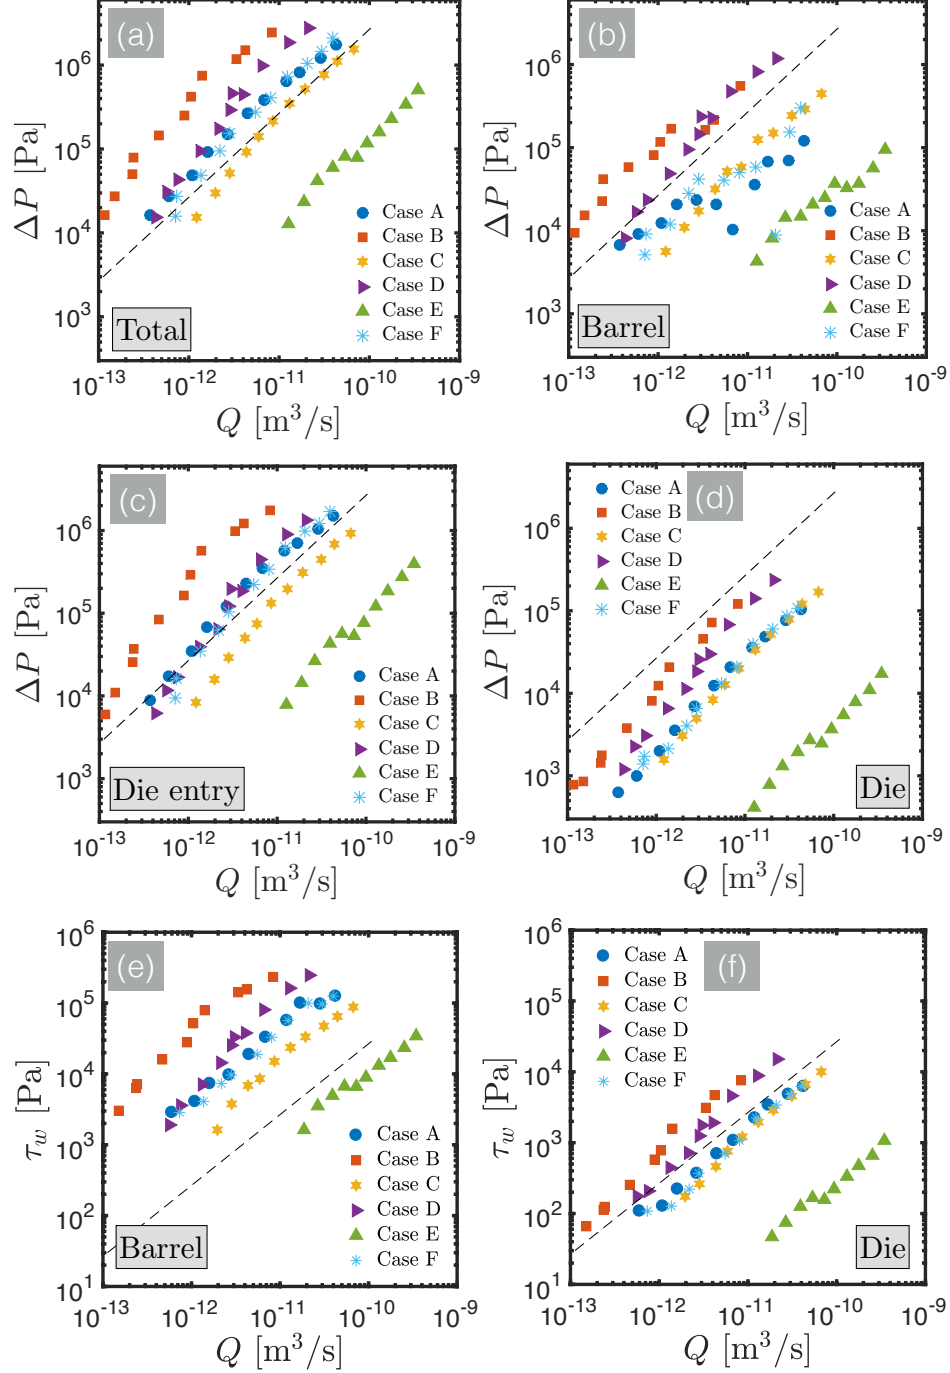 (a)
ΔP [Pa]
10^6
10^5
10^4
10^3
Case A
Case B
Case C
Case D
Case E
Case F
Total
10^-13
10^-12
10^-11
10^-10
10^-9
Q [m^3/s]
(b)
ΔP [Pa]
10^6
10^5
10^4
10^3
Case A
Case B
Case C
Case D
Case E
Case F
Barrel
10^-13
10^-12
10^-11
10^-10
10^-9
Q [m^3/s]
(c)
ΔP [Pa]
10^6
10^5
10^4
10^3
Case A
Case B
Case C
Case D
Case E
Case F
Die entry
10^-13
10^-12
10^-11
10^-10
10^-9
Q [m^3/s]
(d)
ΔP [Pa]
10^6
10^5
10^4
10^3
Case A
Case B
Case C
Case D
Case E
Case F
Die
10^-13
10^-12
10^-11
10^-10
10^-9
Q [m^3/s]
(e)
τ_w [Pa]
10^6
10^5
10^4
10^3
10^2
10^1
Case A
Case B
Case C
Case D
Case E
Case F
Barrel
10^-13
10^-12
10^-11
10^-10
10^-9
Q [m^3/s]
(f)
τ_w [Pa]
10^6
10^5
10^4
10^3
10^2
10^1
Case A
Case B
Case C
Case D
Case E
Case F
Die
10^-13
10^-12
10^-11
10^-10
10^-9
Q [m^3/s]